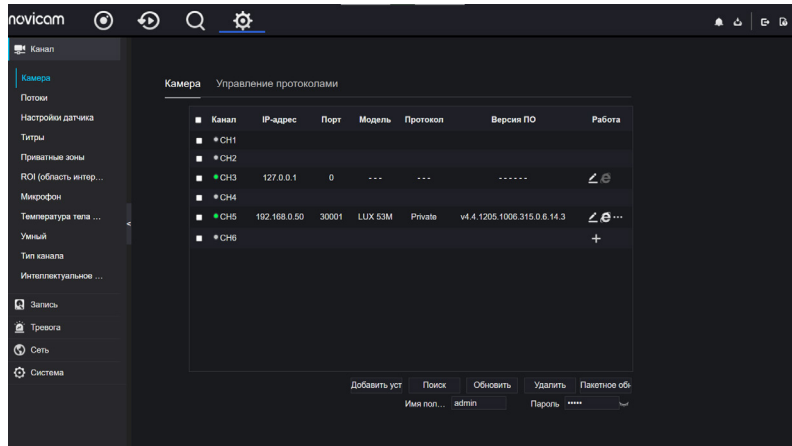 novicam
Канал
Камера
Потоки
Настройки датчика
Титры
Приватные зоны
ROI (область интер...
Микрофон
Температура тела ...
Умный
Тип канала
Интеллектуальное ...
Запись
Тревога
Сеть
Система
Камера Управление протоколами
Канал IP-адрес Порт Модель Протокол Версия ПО Работа
CH1
CH2
CH3 127.0.0.1 0 --- --- ------
CH4
CH5 192.168.0.50 30001 LUX 53M Private v4.4.1205.1006.315.0.6.14.3 ...
CH6 +
Добавить уст Поиск Обновить Удалить Пакетное обн
Имя пол... admin Пароль •••••